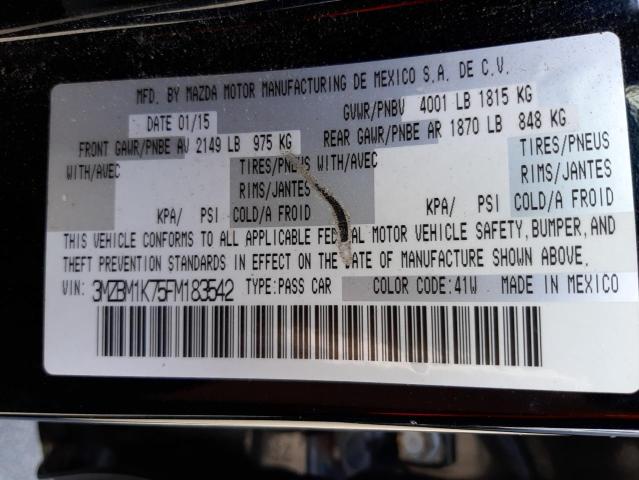 MFD. BY MAZDA MOTOR MANUFACTURING DE MEXICO S.A. DE C.V.
DATE 01/15 GVWR/PNBV 4001 LB 1815 KG
FRONT GAWR/PNBE AV 2149 LB 975 KG REAR GAWR/PNBE AR 1870 LB 848 KG
WITH/AVEC TIRES/PNEUS WITH/AVEC TIRES/PNEUS
RIMS/JANTES RIMS/JANTES
KPA/ PSI COLD/A FROID KPA/ PSI COLD/A FROID
THIS VEHICLE CONFORMS TO ALL APPLICABLE FEDERAL MOTOR VEHICLE SAFETY, BUMPER, AND
THEFT PREVENTION STANDARDS IN EFFECT ON THE DATE OF MANUFACTURE SHOWN ABOVE.
VIN: 3MZBM1K75FM183542 TYPE:PASS CAR COLOR CODE:41W MADE IN MEXICO